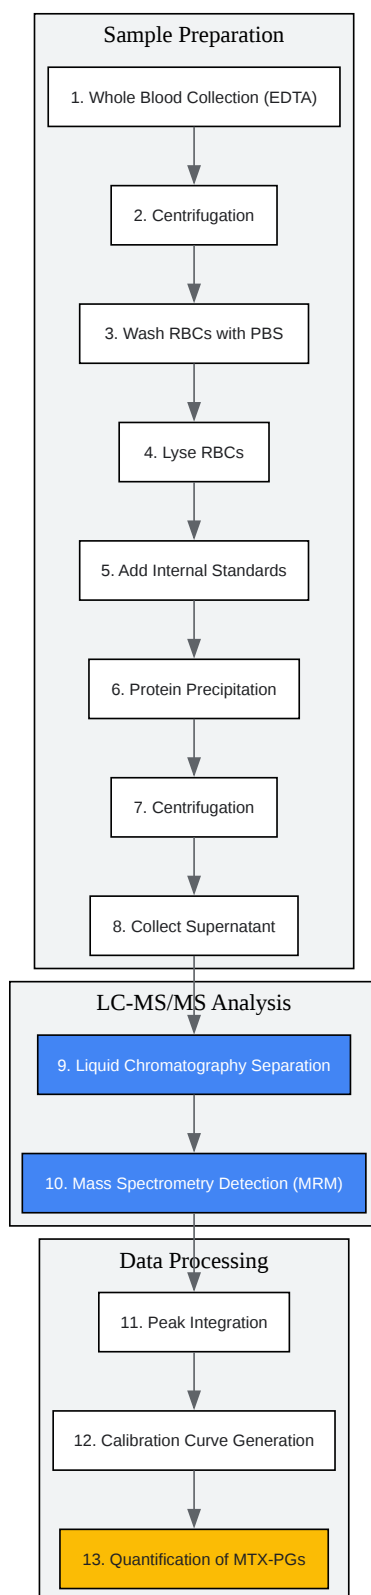 Sample Preparation
1. Whole Blood Collection (EDTA)
2. Centrifugation
3. Wash RBCs with PBS
4. Lyse RBCs
5. Add Internal Standards
6. Protein Precipitation
7. Centrifugation
8. Collect Supernatant
LC-MS/MS Analysis
9. Liquid Chromatography Separation
10. Mass Spectrometry Detection (MRM)
Data Processing
11. Peak Integration
12. Calibration Curve Generation
13. Quantification of MTX-PGs